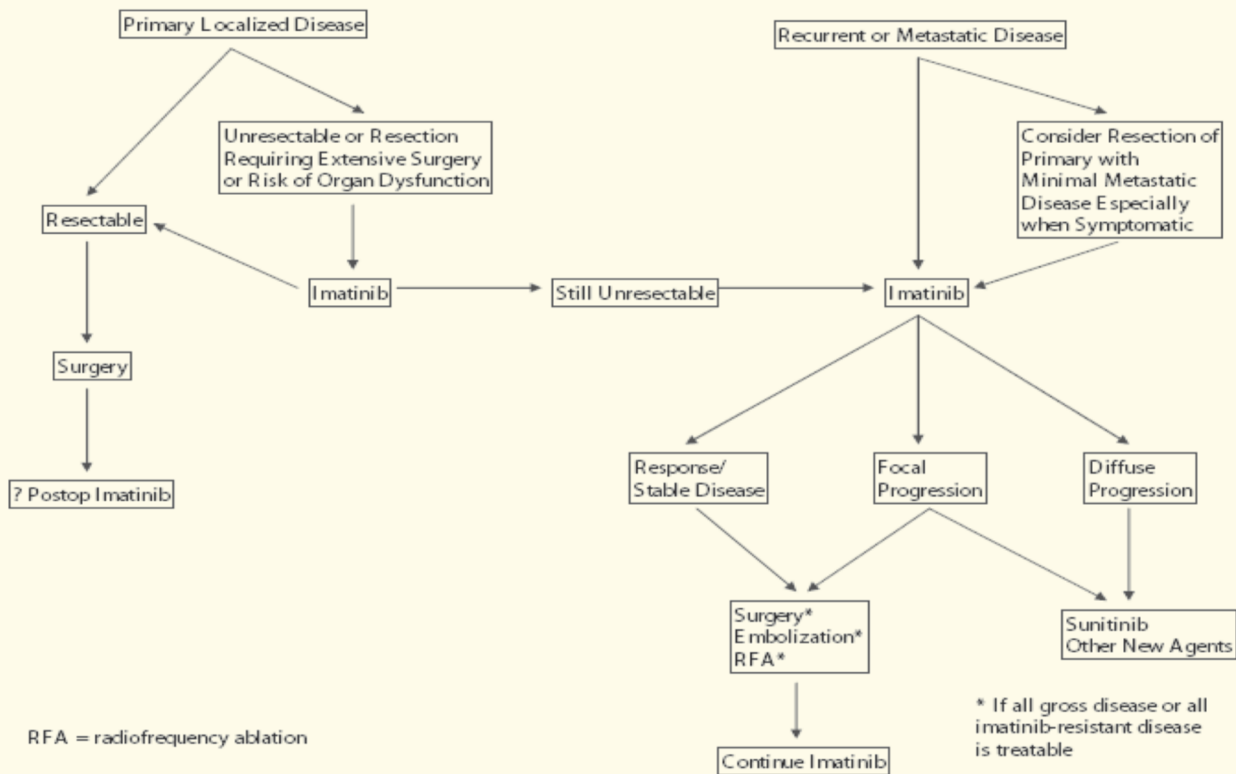 Primary Localized Disease
Recurrent or Metastatic Disease
Unresectable or Resection
Requiring Extensive Surgery
or Risk of Organ Dysfunction
Consider Resection of
Primary with
Minimal Metastatic
Disease Especially
when Symptomatic
Resectable
Imatinib
Still Unresectable
Imatinib
Surgery
? Postop Imatinib
Response/
Stable Disease
Focal
Progression
Diffuse
Progression
Surgery*
Embolization*
RFA*
Sunitinib
Other New Agents
Continue Imatinib
RFA = radiofrequency ablation
* If all gross disease or all
imatinib-resistant disease
is treatable